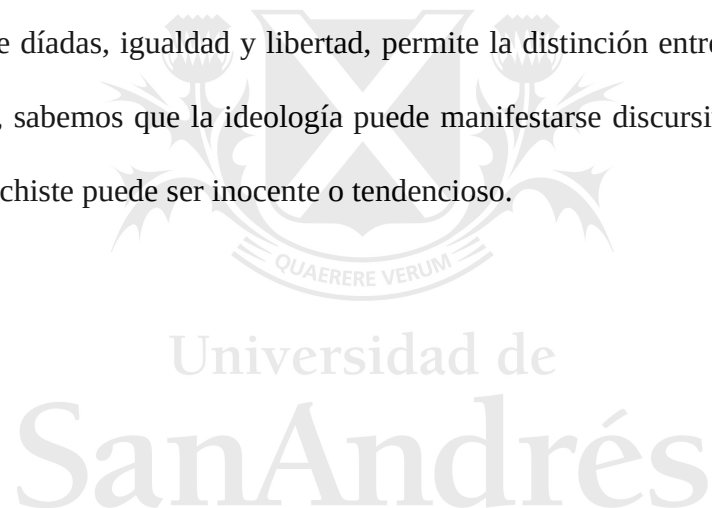 e díadas, igualdad y libertad, permite la distinción entr
, sabemos que la ideología puede manifestarse discursi
chiste puede ser inocente o tendencioso.
QUAERERE VERUM
Universidad de
SanAndrés